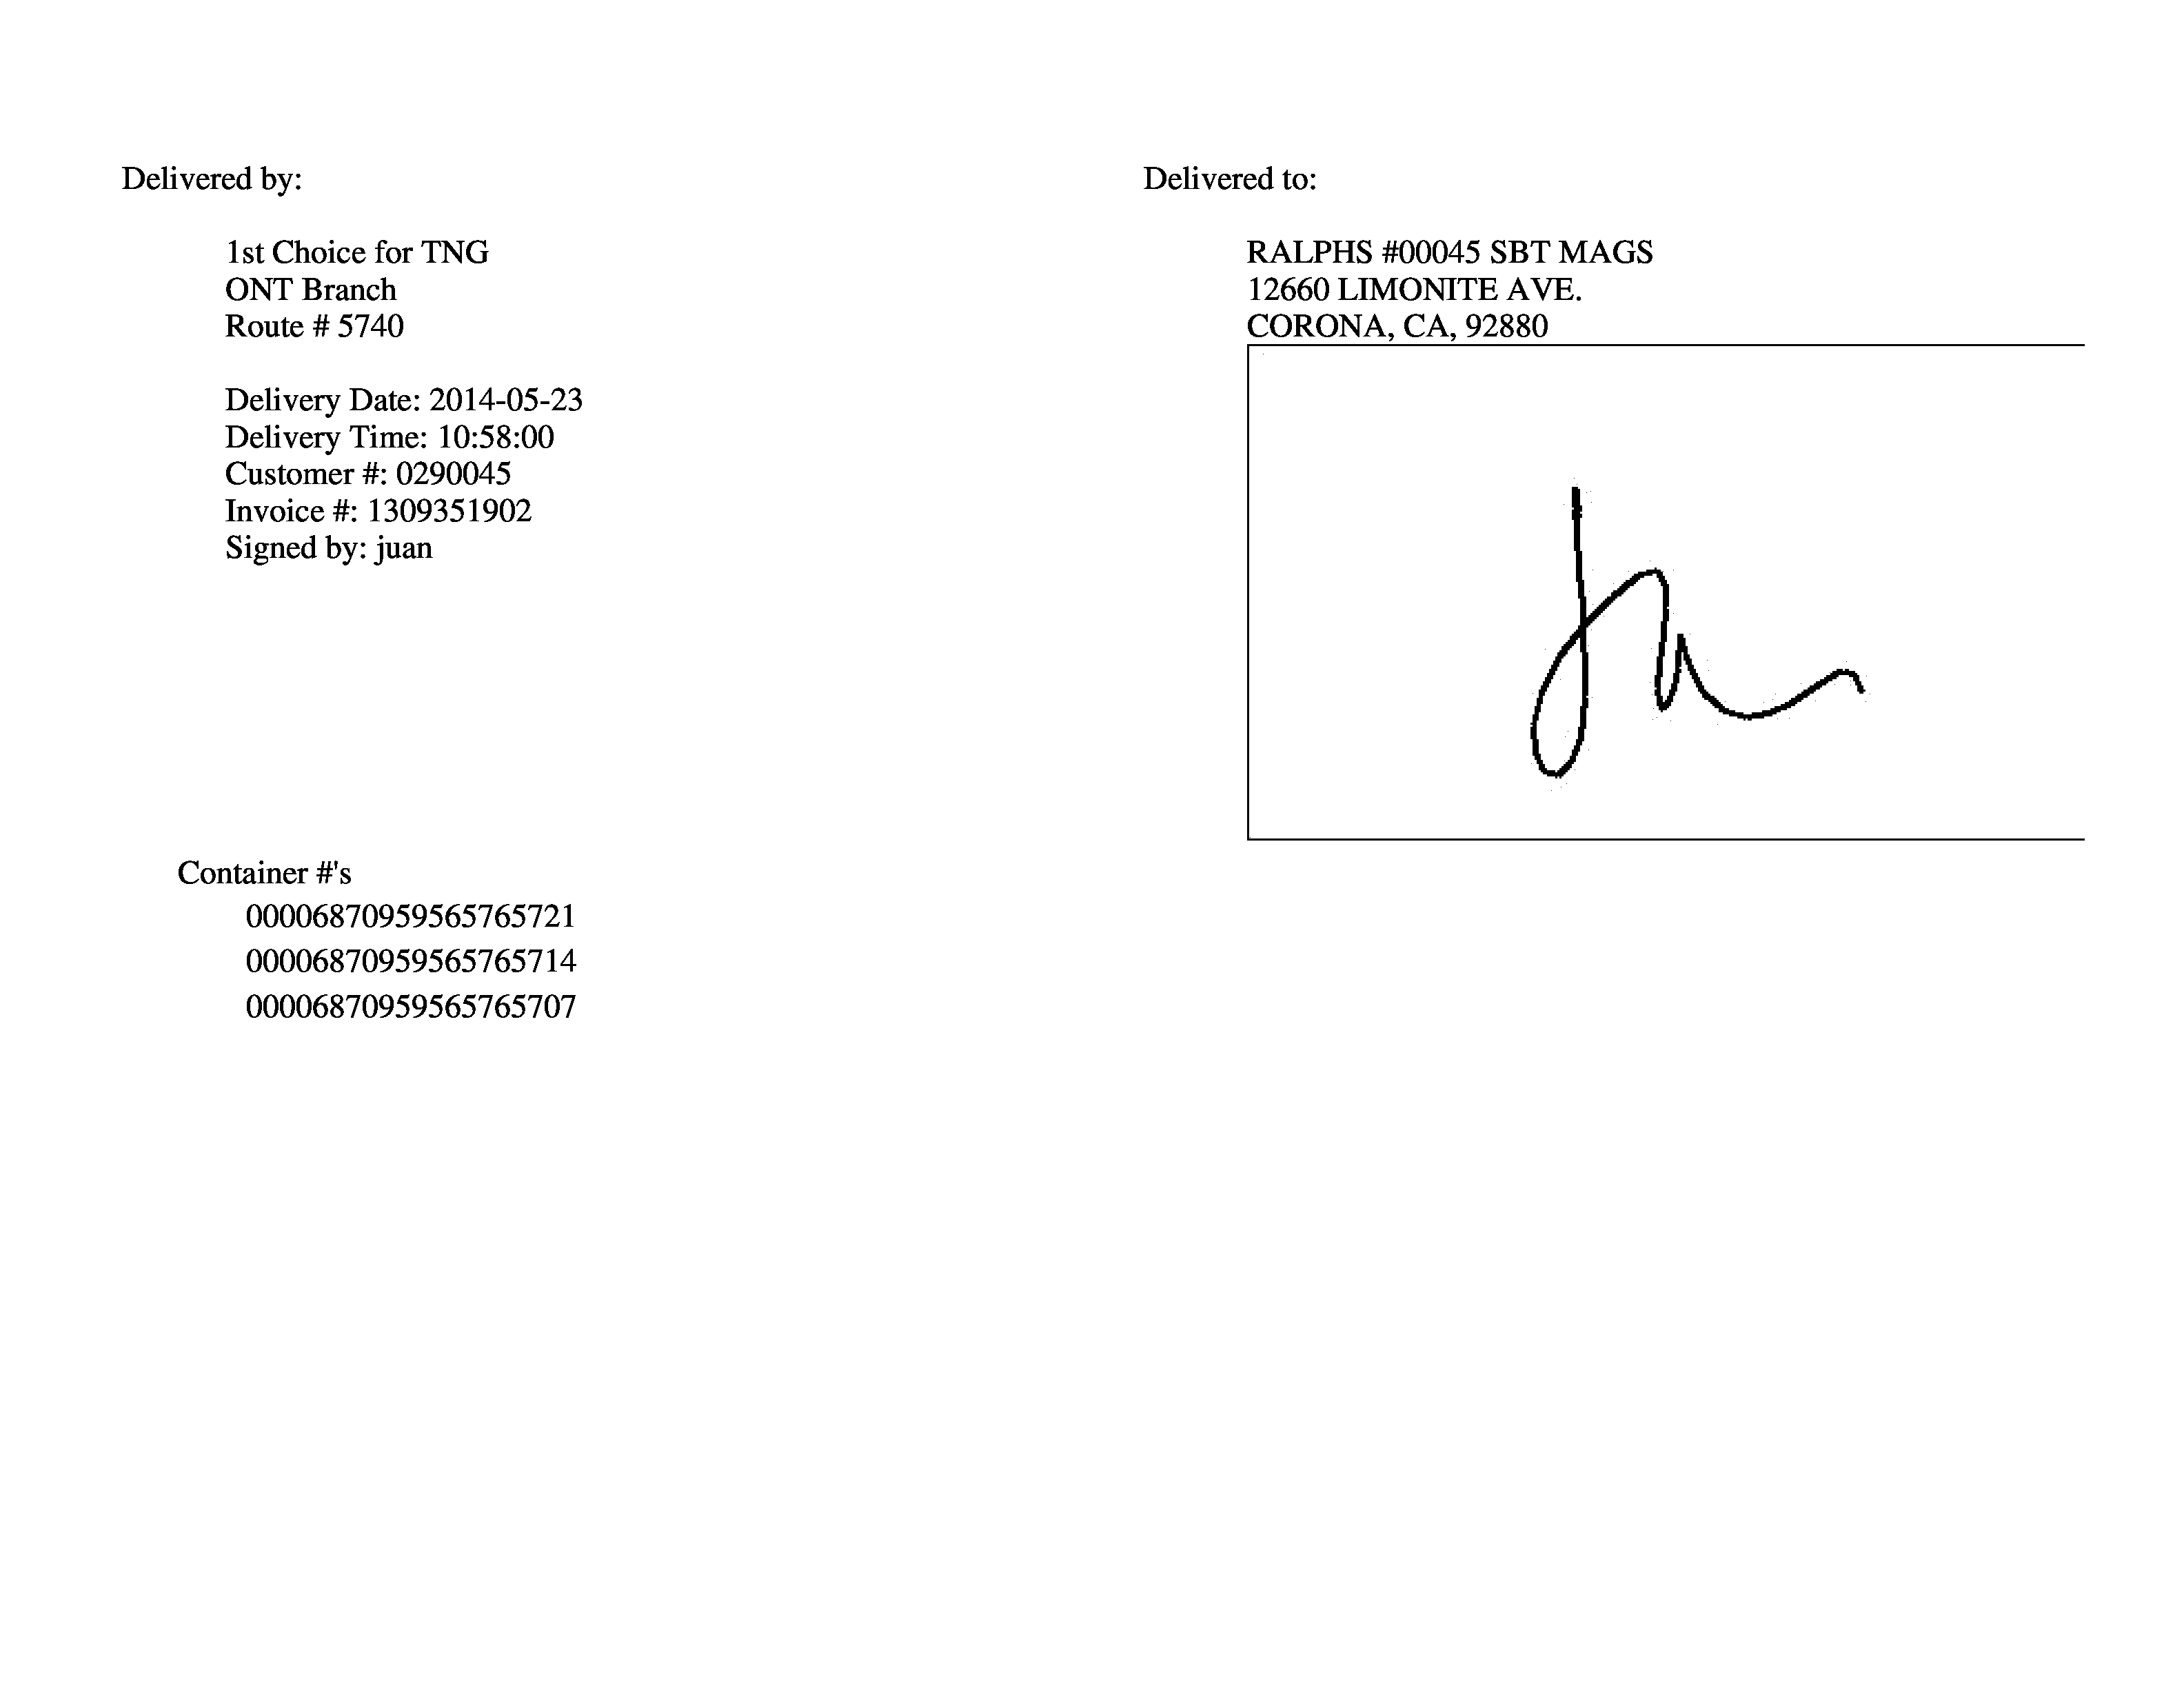 Delivered by:
1st Choice for TNG
ONT Branch
Route # 5740
Delivery Date: 2014-05-23
Delivery Time: 10:58:00
Customer #: 0290045
Invoice #: 1309351902
Signed by: juan
Delivered to:
RALPHS #00045 SBT MAGS
12660 LIMONITE AVE.
CORONA, CA, 92880
Container #'s
00006870959565765721
00006870959565765714
00006870959565765707